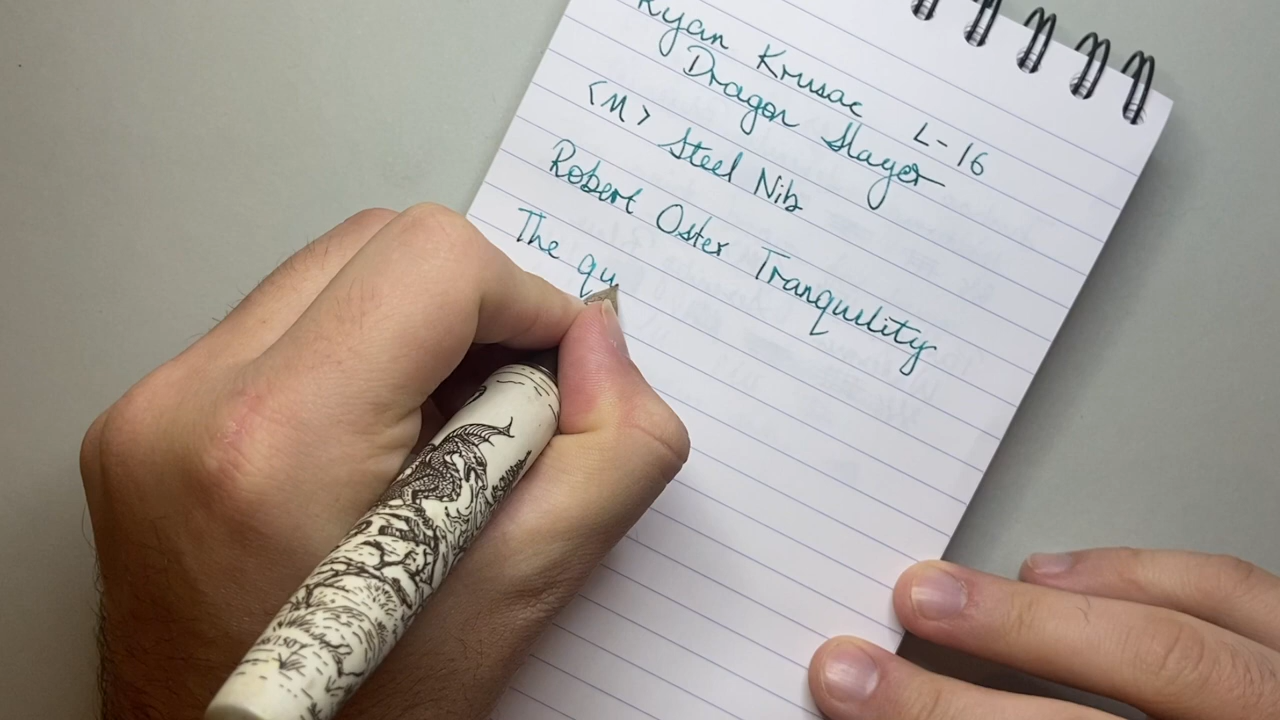 Ryan Krusac L-16
Dragon Slayer
<M> Steel Nib
Robert Oster Tranquility
The qu